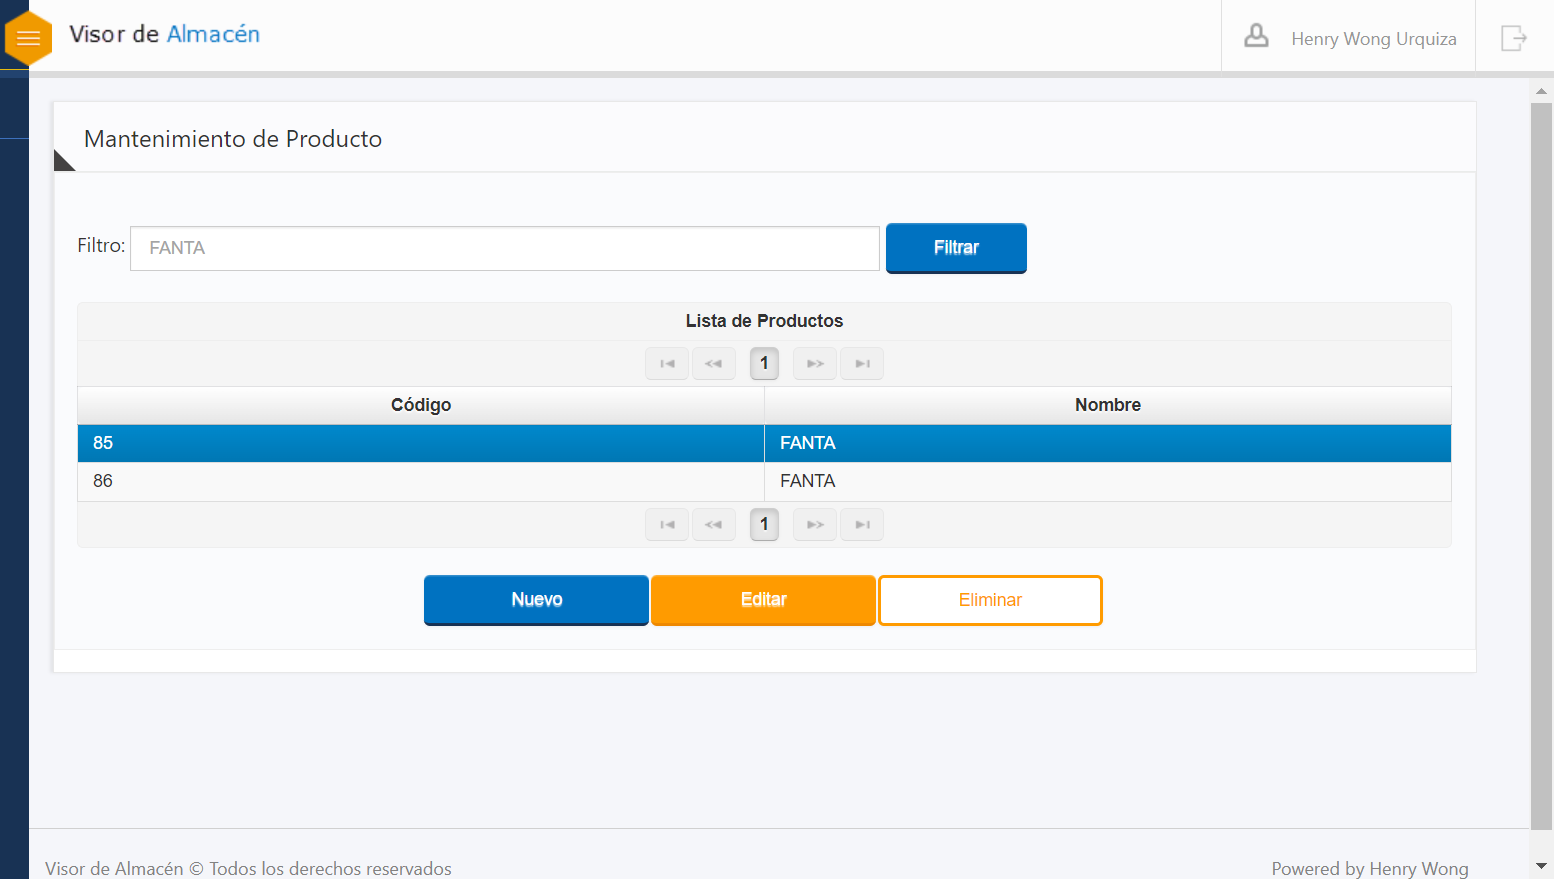 Visor de Almacén
Henry Wong Urquiza
Mantenimiento de Producto
Filtro: FANTA Filtrar
Lista de Productos
1
Código Nombre
85 FANTA
86 FANTA
1
Nuevo Editar Eliminar
Visor de Almacén © Todos los derechos reservados Powered by Henry Wong